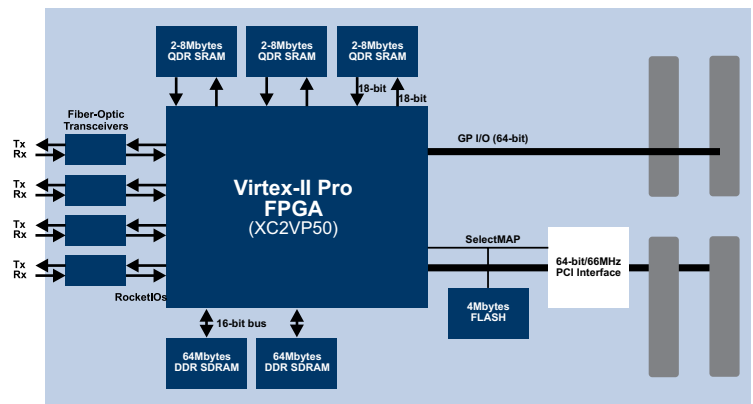 2-8Mbytes
QDR SRAM
2-8Mbytes
QDR SRAM
2-8Mbytes
QDR SRAM
18-bit
18-bit
Fiber-Optic
Transceivers
Tx
Rx
Tx
Rx
Tx
Rx
Tx
Rx
RocketIOs
Virtex-II Pro
FPGA
(XC2VP50)
GP I/O (64-bit)
SelectMAP
64-bit/66MHz
PCI Interface
4Mbytes
FLASH
16-bit bus
64Mbytes
DDR SDRAM
64Mbytes
DDR SDRAM